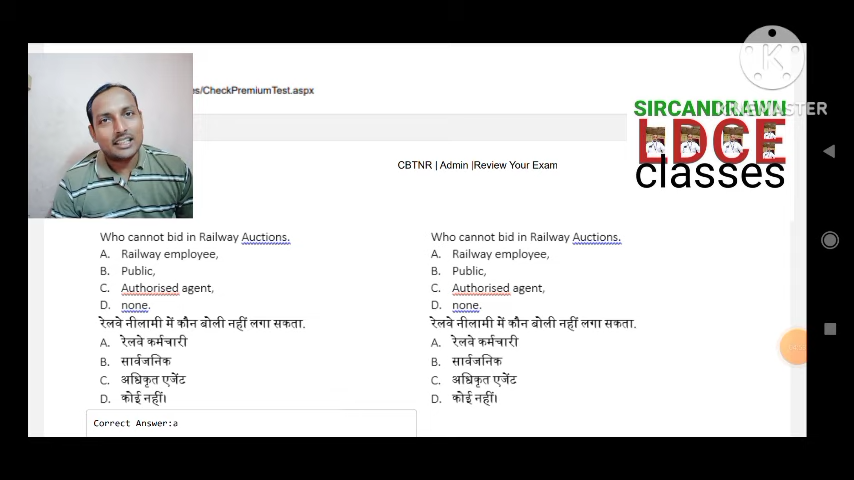 es/CheckPremiumTest.aspx
SIRCANDRAWN
KINEMASTER
LDCE
classes
CBTNR | Admin |Review Your Exam
Who cannot bid in Railway Auctions.
A. Railway employee,
B. Public,
C. Authorised agent,
D. none.
रेलवे नीलामी में कौन बोली नहीं लगा सकता.
A. रेलवे कर्मचारी
B. सार्वजनिक
C. अधिकृत एजेंट
D. कोई नहीं।
Correct Answer:a
Who cannot bid in Railway Auctions.
A. Railway employee,
B. Public,
C. Authorised agent,
D. none.
रेलवे नीलामी में कौन बोली नहीं लगा सकता.
A. रेलवे कर्मचारी
B. सार्वजनिक
C. अधिकृत एजेंट
D. कोई नहीं।